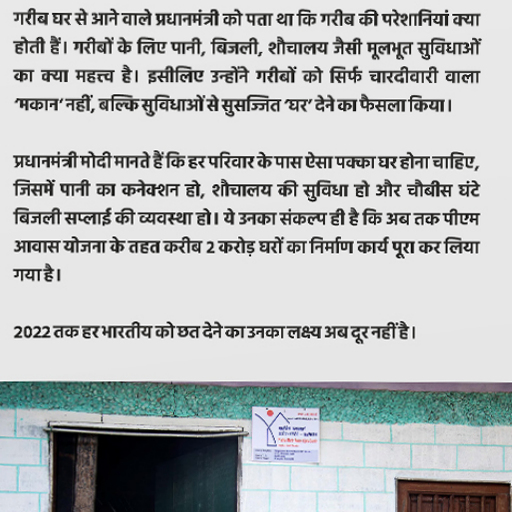 गरीब घर से आने वाले प्रधानमंत्री को पता था कि गरीब की परेशानियां क्या
होती हैं। गरीबों के लिए पानी, बिजली, शौचालय जैसी मूलभूत सुविधाओं
का क्या महत्त्व है। इसीलिए उन्होंने गरीबों को सिर्फ चारदीवारी वाला
‘मकान’ नहीं, बल्कि सुविधाओं से सुसज्जित ‘घर’ देने का फैसला किया।
प्रधानमंत्री मोदी मानते हैं कि हर परिवार के पास ऐसा पक्का घर होना चाहिए,
जिसमें पानी का कनेक्शन हो, शौचालय की सुविधा हो और चौबीस घंटे
बिजली सप्लाई की व्यवस्था हो। ये उनका संकल्प ही है कि अब तक पीएम
आवास योजना के तहत करीब 2 करोड़ घरों का निर्माण कार्य पूरा कर लिया
गया है।
2022 तक हर भारतीय को छत देने का उनका लक्ष्य अब दूर नहीं है।